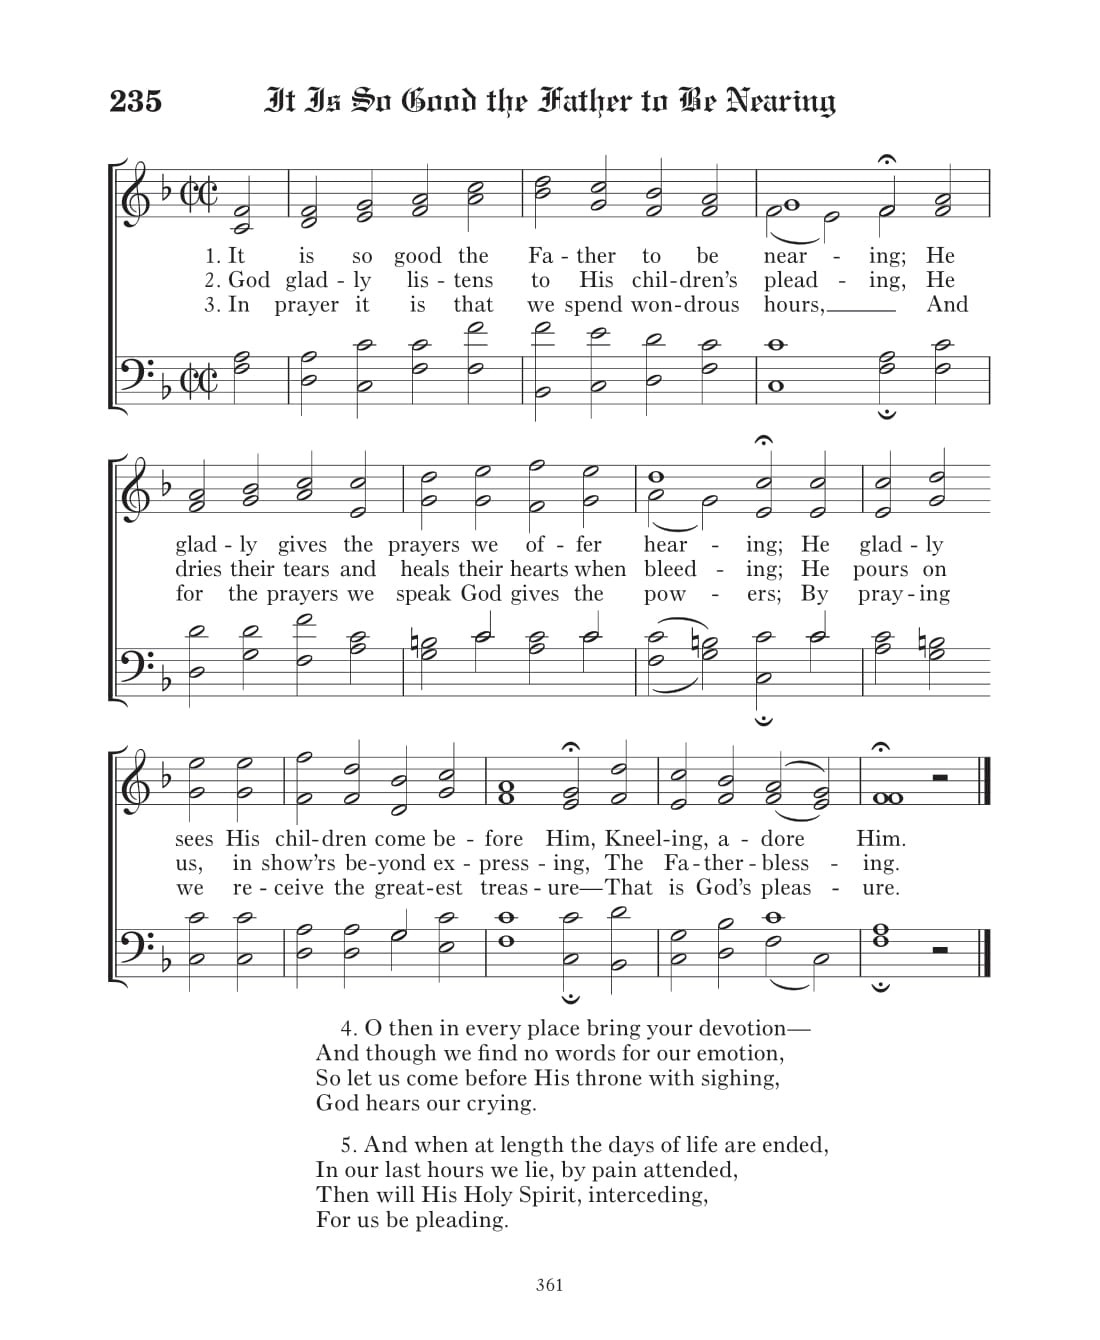 235 It Is So Good the Father to Be Nearing
1. It is so good the Fa - ther to be near - ing; He
2. God glad - ly lis - tens to His chil-dren's plead - ing, He
3. In prayer it is that we spend won-drous hours, And
glad - ly gives the prayers we of - fer hear - ing; He glad - ly
dries their tears and heals their hearts when bleed - ing; He pours on
for the prayers we speak God gives the pow - ers; By pray - ing
sees His chil-dren come be - fore Him, Kneel-ing, a - dore Him.
us, in show'rs be-yond ex - press - ing, The Fa - ther - bless - ing.
we re - ceive the great-est treas - ure—That is God's pleas - ure.
4. O then in every place bring your devotion—
And though we find no words for our emotion,
So let us come before His throne with sighing,
God hears our crying.
5. And when at length the days of life are ended,
In our last hours we lie, by pain attended,
Then will His Holy Spirit, interceding,
For us be pleading.
361